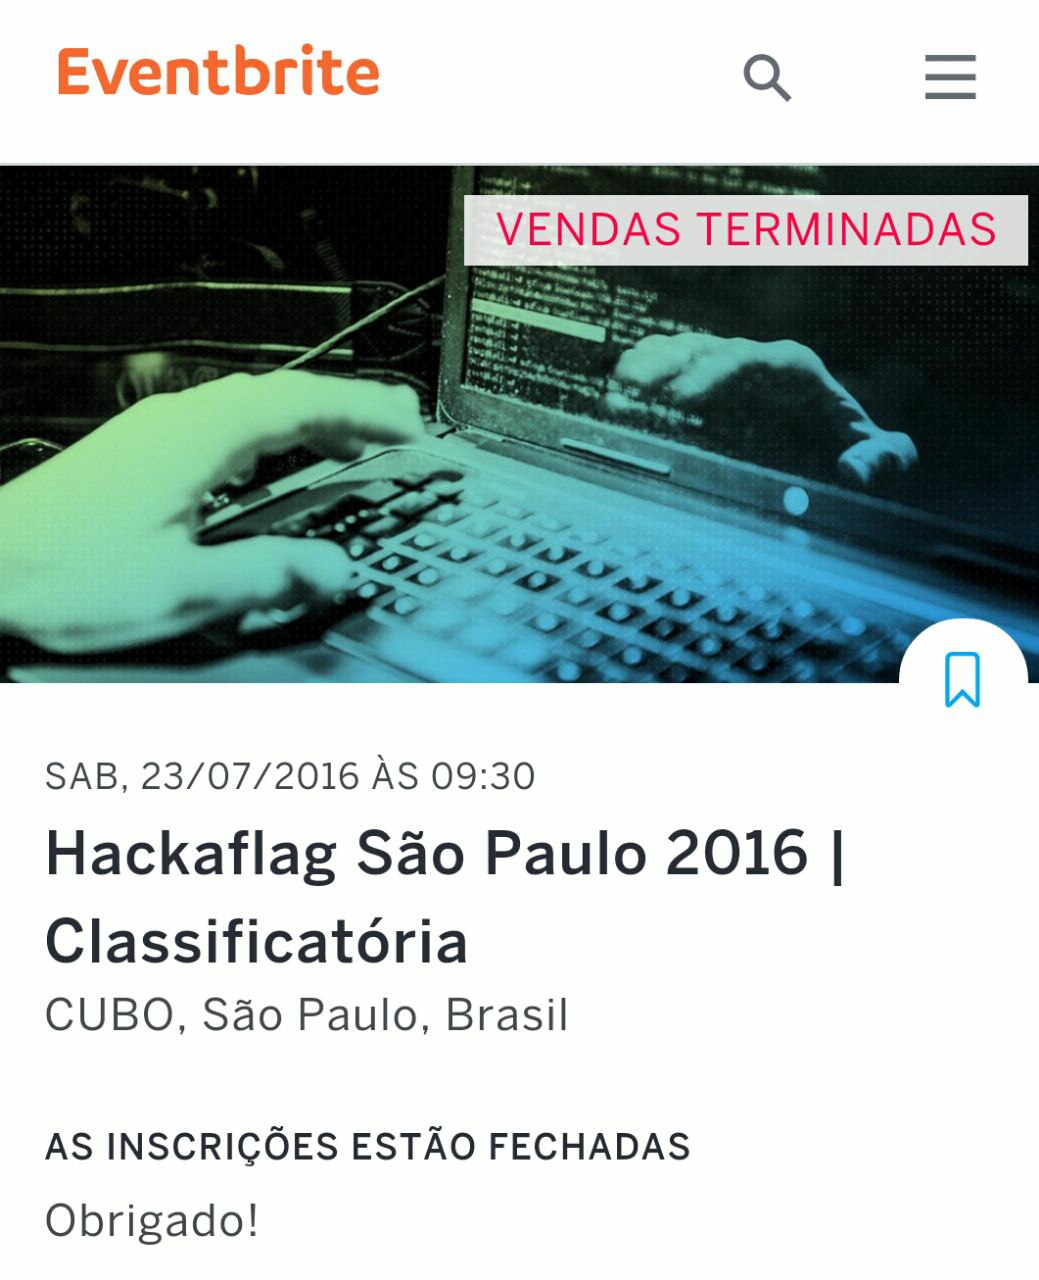 Eventbrite
VENDAS TERMINADAS
SAB, 23/07/2016 ÀS 09:30
Hackaflag São Paulo 2016 |
Classificatória
CUBO, São Paulo, Brasil
AS INSCRIÇÕES ESTÃO FECHADAS
Obrigado!